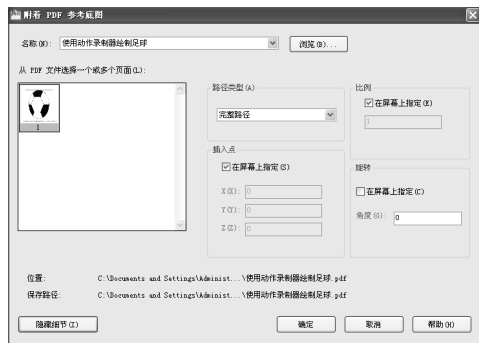 附着 PDF 参考底图
名称(N): 使用动作录制器绘制足球 浏览(B)...
从 PDF 文件选择一个或多个页面(L):
1
路径类型(A)
完整路径
插入点
在屏幕上指定(S)
X(X): 0
Y(Y): 0
Z(Z): 0
比例
在屏幕上指定(E)
1
旋转
在屏幕上指定(C)
角度(G): 0
位置: C:\Documents and Settings\Administ...\使用动作录制器绘制足球.pdf
保存路径: C:\Documents and Settings\Administ...\使用动作录制器绘制足球.pdf
隐藏细节(I) 确定 取消 帮助(H)